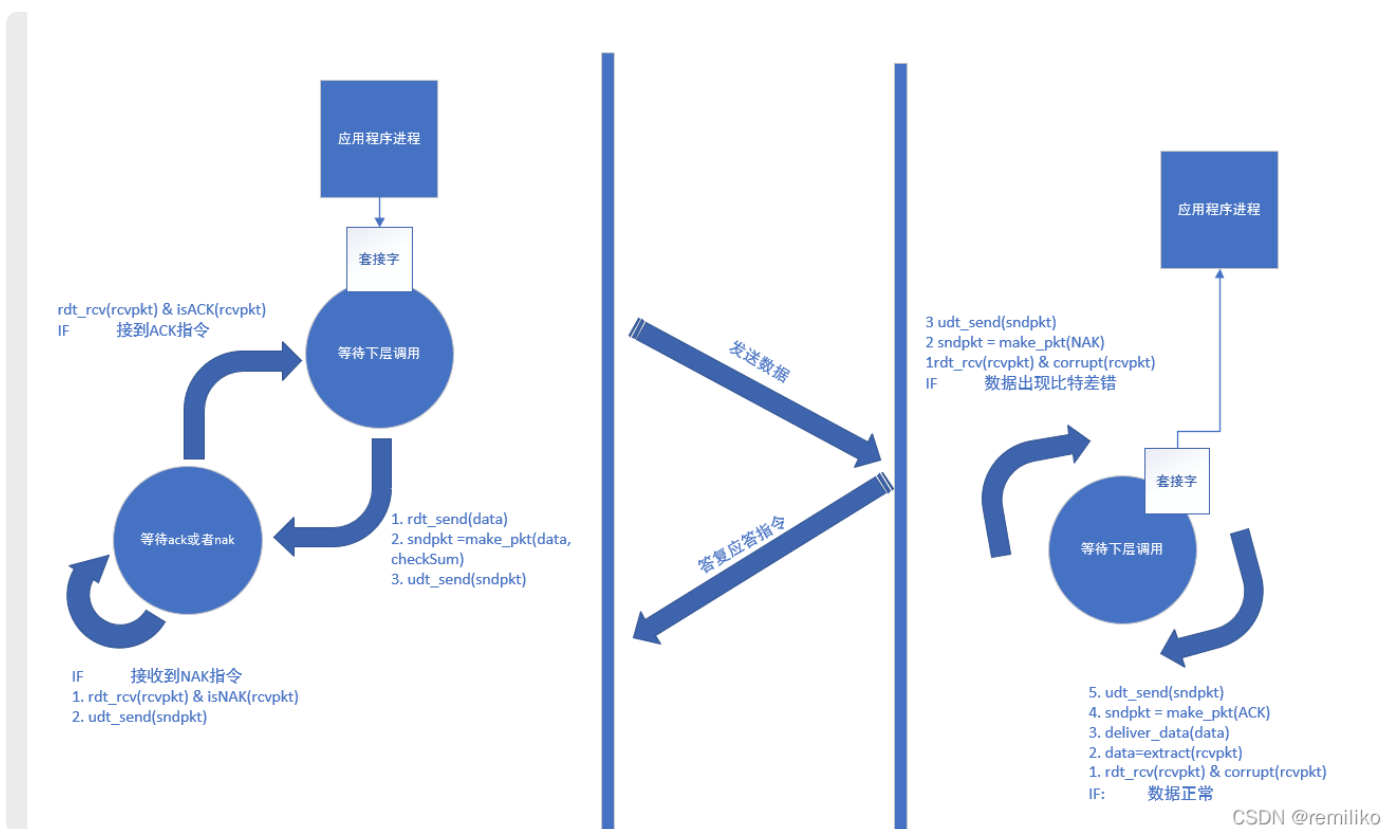 应用程序进程
套接字
等待下层调用
rdt_rcv(rcvpkt) & isACK(rcvpkt)
IF 接到ACK指令
等待ack或者nak
1. rdt_send(data)
2. sndpkt =make_pkt(data,
checkSum)
3. udt_send(sndpkt)
IF 接收到NAK指令
1. rdt_rcv(rcvpkt) & isNAK(rcvpkt)
2. udt_send(sndpkt)
发送数据
答复应答指令
应用程序进程
3 udt_send(sndpkt)
2 sndpkt = make_pkt(NAK)
1rdt_rcv(rcvpkt) & corrupt(rcvpkt)
IF 数据出现比特差错
套接字
等待下层调用
5. udt_send(sndpkt)
4. sndpkt = make_pkt(ACK)
3. deliver_data(data)
2. data=extract(rcvpkt)
1. rdt_rcv(rcvpkt) & corrupt(rcvpkt)
IF: 数据正常
CSDN @remiliko